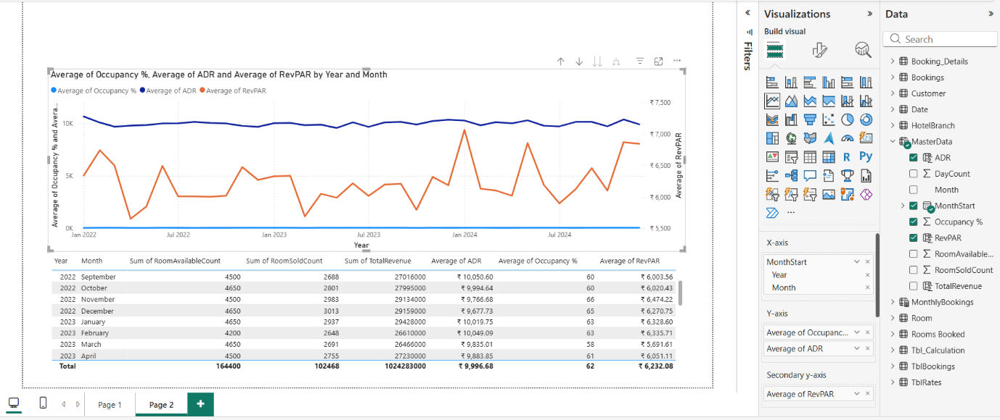 Visualizations
Data
Filters
Build visual
Search
Average of Occupancy %, Average of ADR and Average of RevPAR by Year and Month
Average of Occupancy % Average of ADR Average of RevPAR
Average of Occupancy % and Avera...
10K
5K
0K
₹ 7,500
₹ 7,000
₹ 6,500
₹ 6,000
₹ 5,500
Average of RevPAR
Jan 2022 Jul 2022 Jan 2023 Jul 2023 Jan 2024 Jul 2024
Year
Year Month Sum of RoomAvailableCount Sum of RoomSoldCount Sum of TotalRevenue Average of ADR Average of Occupancy % Average of RevPAR
2022 September 4500 2688 27016000 ₹ 10,050.60 60 ₹ 6,003.56
2022 October 4650 2801 27995000 ₹ 9,994.64 60 ₹ 6,020.43
2022 November 4500 2983 29134000 ₹ 9,766.68 66 ₹ 6,474.22
2022 December 4650 3013 29159000 ₹ 9,677.73 65 ₹ 6,270.75
2023 January 4650 2937 29428000 ₹ 10,019.75 63 ₹ 6,328.60
2023 February 4200 2648 26610000 ₹ 10,049.09 63 ₹ 6,335.71
2023 March 4650 2691 26466000 ₹ 9,835.01 58 ₹ 5,691.61
2023 April 4500 2755 27230000 ₹ 9,883.85 61 ₹ 6,051.11
Total 164400 102468 1024283000 ₹ 9,996.68 62 ₹ 6,232.08
Page 1
Page 2
+
R
Py
123
...
X-axis
MonthStart
Year
Month
Y-axis
Average of Occupanc...
Average of ADR
Secondary y-axis
Average of RevPAR
Booking_Details
Bookings
Customer
Date
HotelBranch
MasterData
ADR
DayCount
Month
MonthStart
Occupancy %
RevPAR
RoomAvailable...
RoomSoldCount
TotalRevenue
MonthlyBookings
Room
Rooms Booked
Tbl_Calculation
TblBookings
TblRates